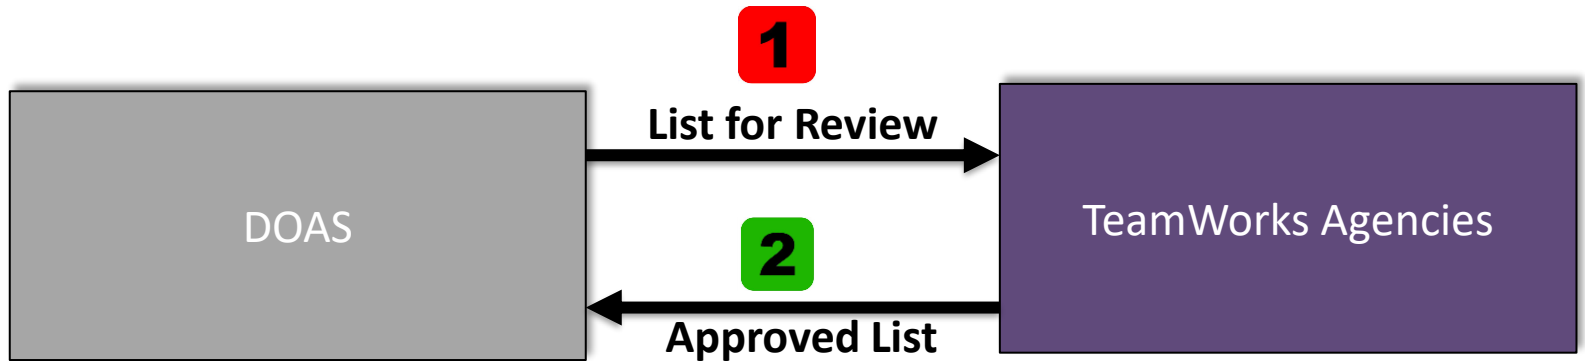 1
List for Review
DOAS
TeamWorks Agencies
2
Approved List